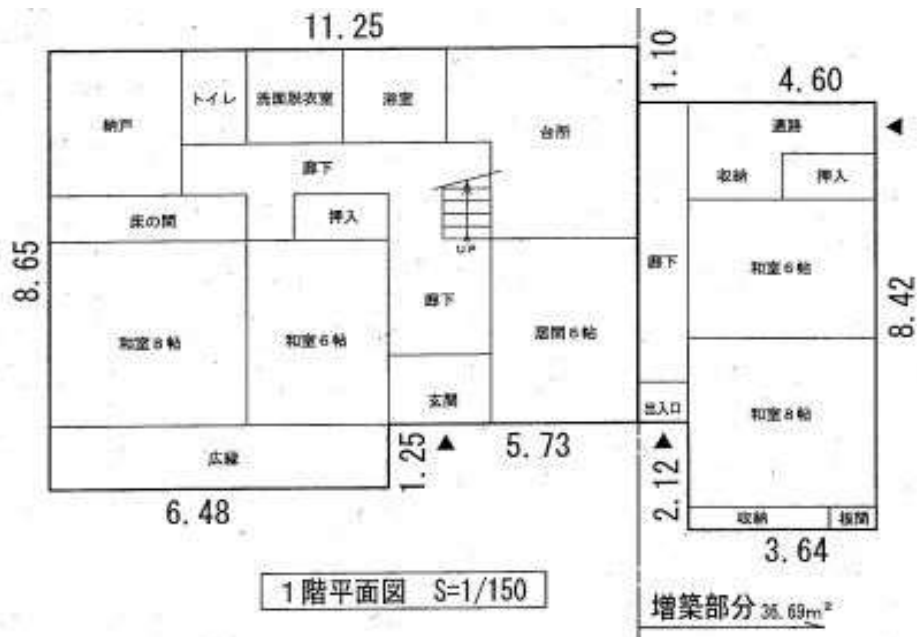 11.25
1.10
4.60
納戸
トイレ
洗面脱衣室
浴室
台所
通路
収納
押入
廊下
床の間
押入
UP
8.65
和室8帖
和室6帖
廊下
居間8帖
廊下
和室6帖
8.42
玄関
出入口
和室8帖
広縁
1.25
5.73
2.12
6.48
収納
板間
3.64
1階平面図 S=1/150
増築部分 36.69m²